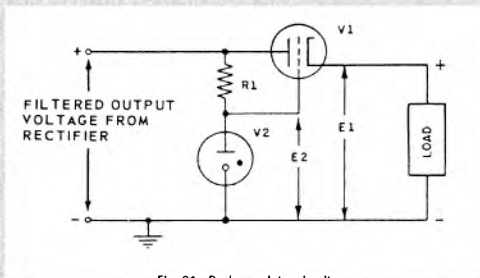 V1
+
R1
+
FILTERED OUTPUT
VOLTAGE FROM
RECTIFIER
V2
E2
E1
LOAD
-
-